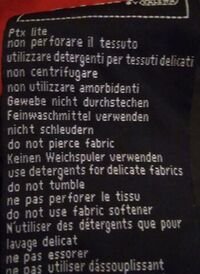 Ptx lite
non perforare il tessuto
utilizzare detergenti per tessuti delicati
non centrifugare
non utilizzare amorbidenti
Gewebe nicht durchstechen
Feinwaschmittel verwenden
nicht schleudern
do not pierce fabric
Keinen Weichspuler verwenden
use detergents for delicate fabrics
do not tumble
ne pas perforer le tissu
do not use fabric softener
N'utiliser des détergents que pour
lavage delicat
ne pas essorer
ne pas utiliser dássouplissant